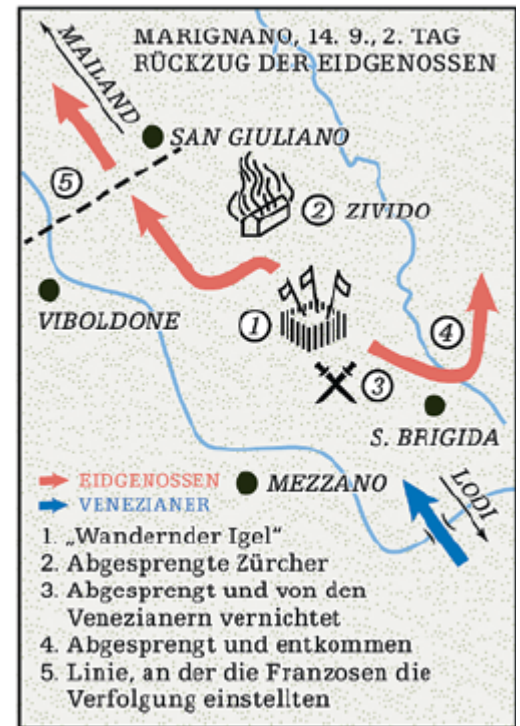 MARIGNANO, 14. 9., 2. TAG
RÜCKZUG DER EIDGENOSSEN
MAILAND
SAN GIULIANO
5
2 ZIVIDO
VIBOLDONE
1
4
3
S. BRIGIDA
EIDGENOSSEN
MEZZANO
VENEZIANER
LODI
1. „Wandernder Igel“
2. Abgesprengte Zürcher
3. Abgesprengt und von den
Venezianern vernichtet
4. Abgesprengt und entkommen
5. Linie, an der die Franzosen die
Verfolgung einstellten